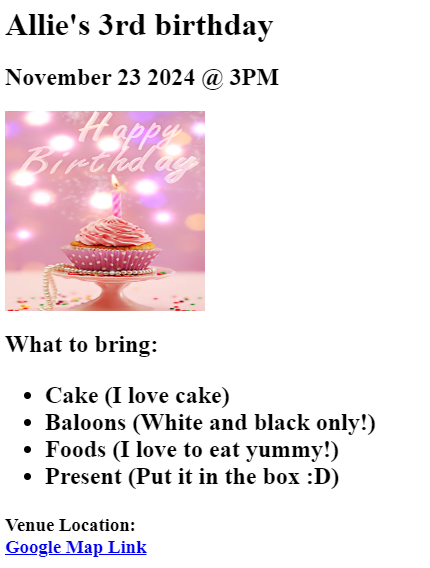 Allie's 3rd birthday
November 23 2024 @ 3PM
Happy
Birthday
What to bring:
Cake (I love cake)
Baloons (White and black only!)
Foods (I love to eat yummy!)
Present (Put it in the box :D)
Venue Location:
Google Map Link